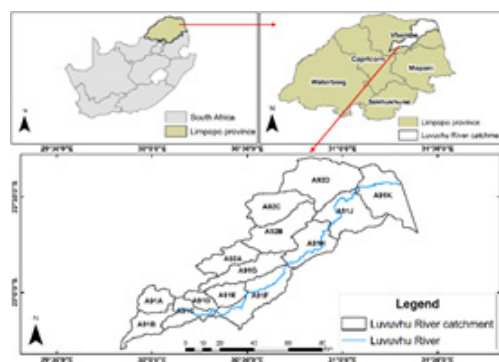 South Africa
Limpopo province
Vhembe
Capricorn
Mopani
Waterberg
Sekhukhune
Limpopo province
Luvuvhu River catchment
A92D
A91K
A92C
A91J
A92B
A91H
A92A
A91G
A91A
A91D
A91E
A91F
A91B
A91C
Legend
Luvuvhu River catchment
Luvuvhu River
N